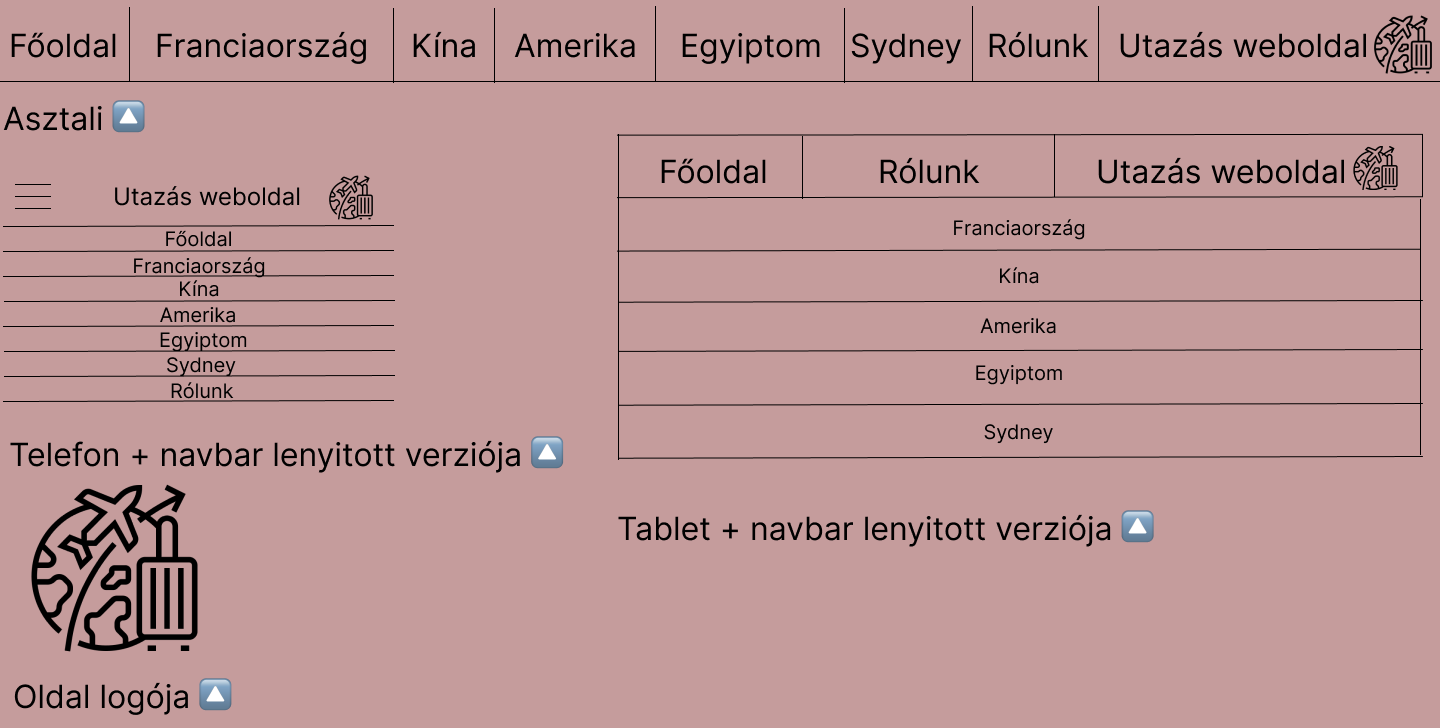 Főoldal Franciaország Kína Amerika Egyiptom Sydney Rólunk Utazás weboldal
Asztali 🔼
Utazás weboldal
Főoldal
Franciaország
Kína
Amerika
Egyiptom
Sydney
Rólunk
Telefon + navbar lenyitott verziója 🔼
Főoldal Rólunk Utazás weboldal
Franciaország
Kína
Amerika
Egyiptom
Sydney
Tablet + navbar lenyitott verziója 🔼
Oldal logója 🔼